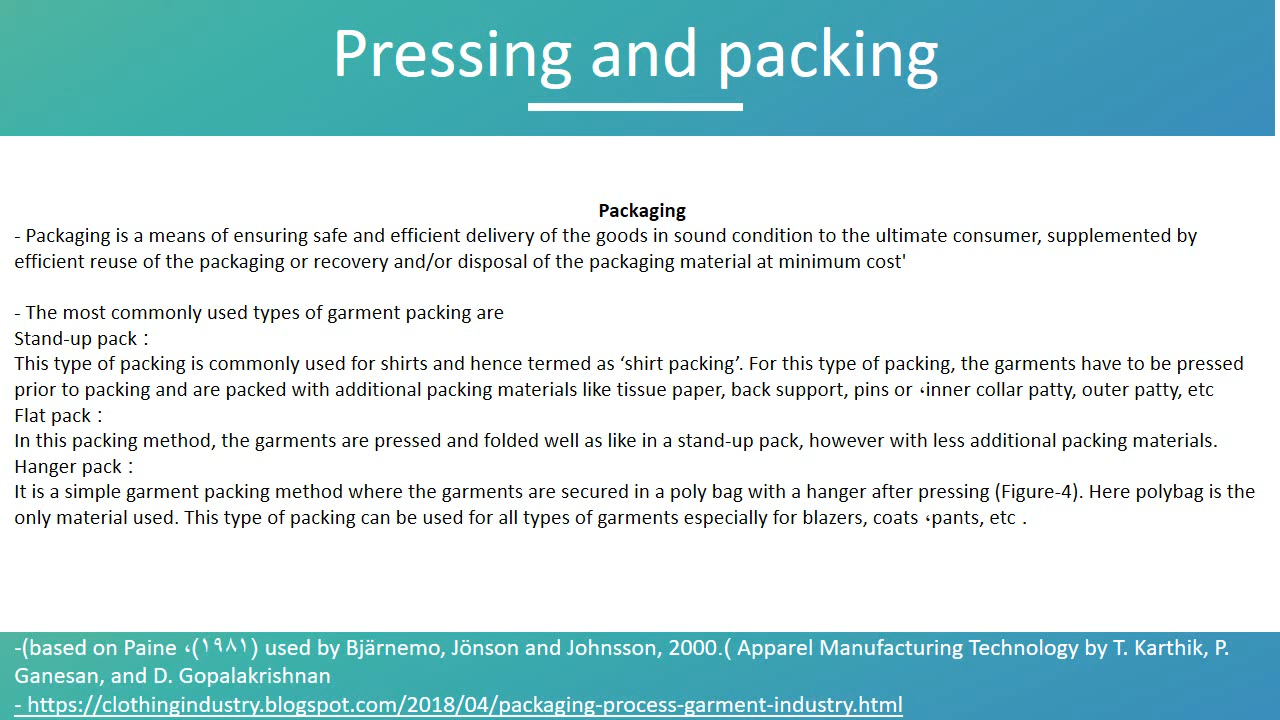 Pressing and packing
Packaging
- Packaging is a means of ensuring safe and efficient delivery of the goods in sound condition to the ultimate consumer, supplemented by
efficient reuse of the packaging or recovery and/or disposal of the packaging material at minimum cost'
- The most commonly used types of garment packing are
Stand-up pack :
This type of packing is commonly used for shirts and hence termed as ‘shirt packing’. For this type of packing, the garments have to be pressed
prior to packing and are packed with additional packing materials like tissue paper, back support, pins or ،inner collar patty, outer patty, etc
Flat pack :
In this packing method, the garments are pressed and folded well as like in a stand-up pack, however with less additional packing materials.
Hanger pack :
It is a simple garment packing method where the garments are secured in a poly bag with a hanger after pressing (Figure-4). Here polybag is the
only material used. This type of packing can be used for all types of garments especially for blazers, coats ،pants, etc .
-(based on Paine ،(١٩٨١) used by Bjärnemo, Jönson and Johnsson, 2000.( Apparel Manufacturing Technology by T. Karthik, P.
Ganesan, and D. Gopalakrishnan
- https://clothingindustry.blogspot.com/2018/04/packaging-process-garment-industry.html